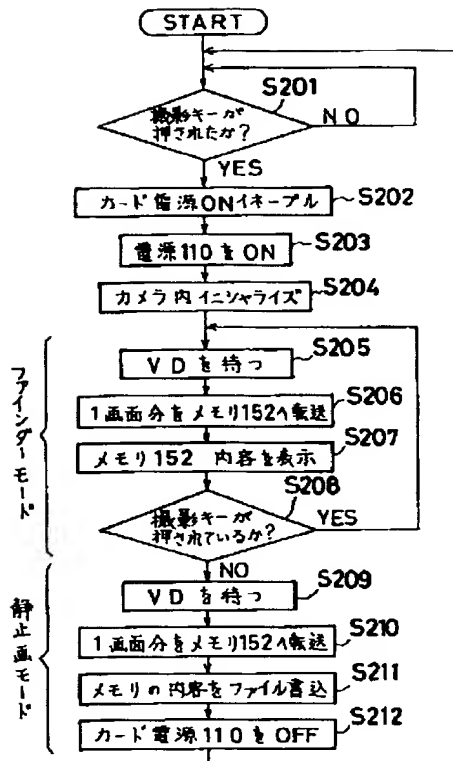 START
S201
撮影キーが
押されたか?
NO
YES
カード電源ONイネーブル
S202
電源110をON
S203
カメラ内イニシャライズ
S204
ファインダーモード
VDを待つ
S205
1画面分をメモリ152へ転送
S206
メモリ152 内容を表示
S207
撮影キーが
押されているか?
S208
YES
NO
静止画モード
VDを待つ
S209
1画面分をメモリ152へ転送
S210
メモリの内容をファイル書込
S211
カード電源110をOFF
S212